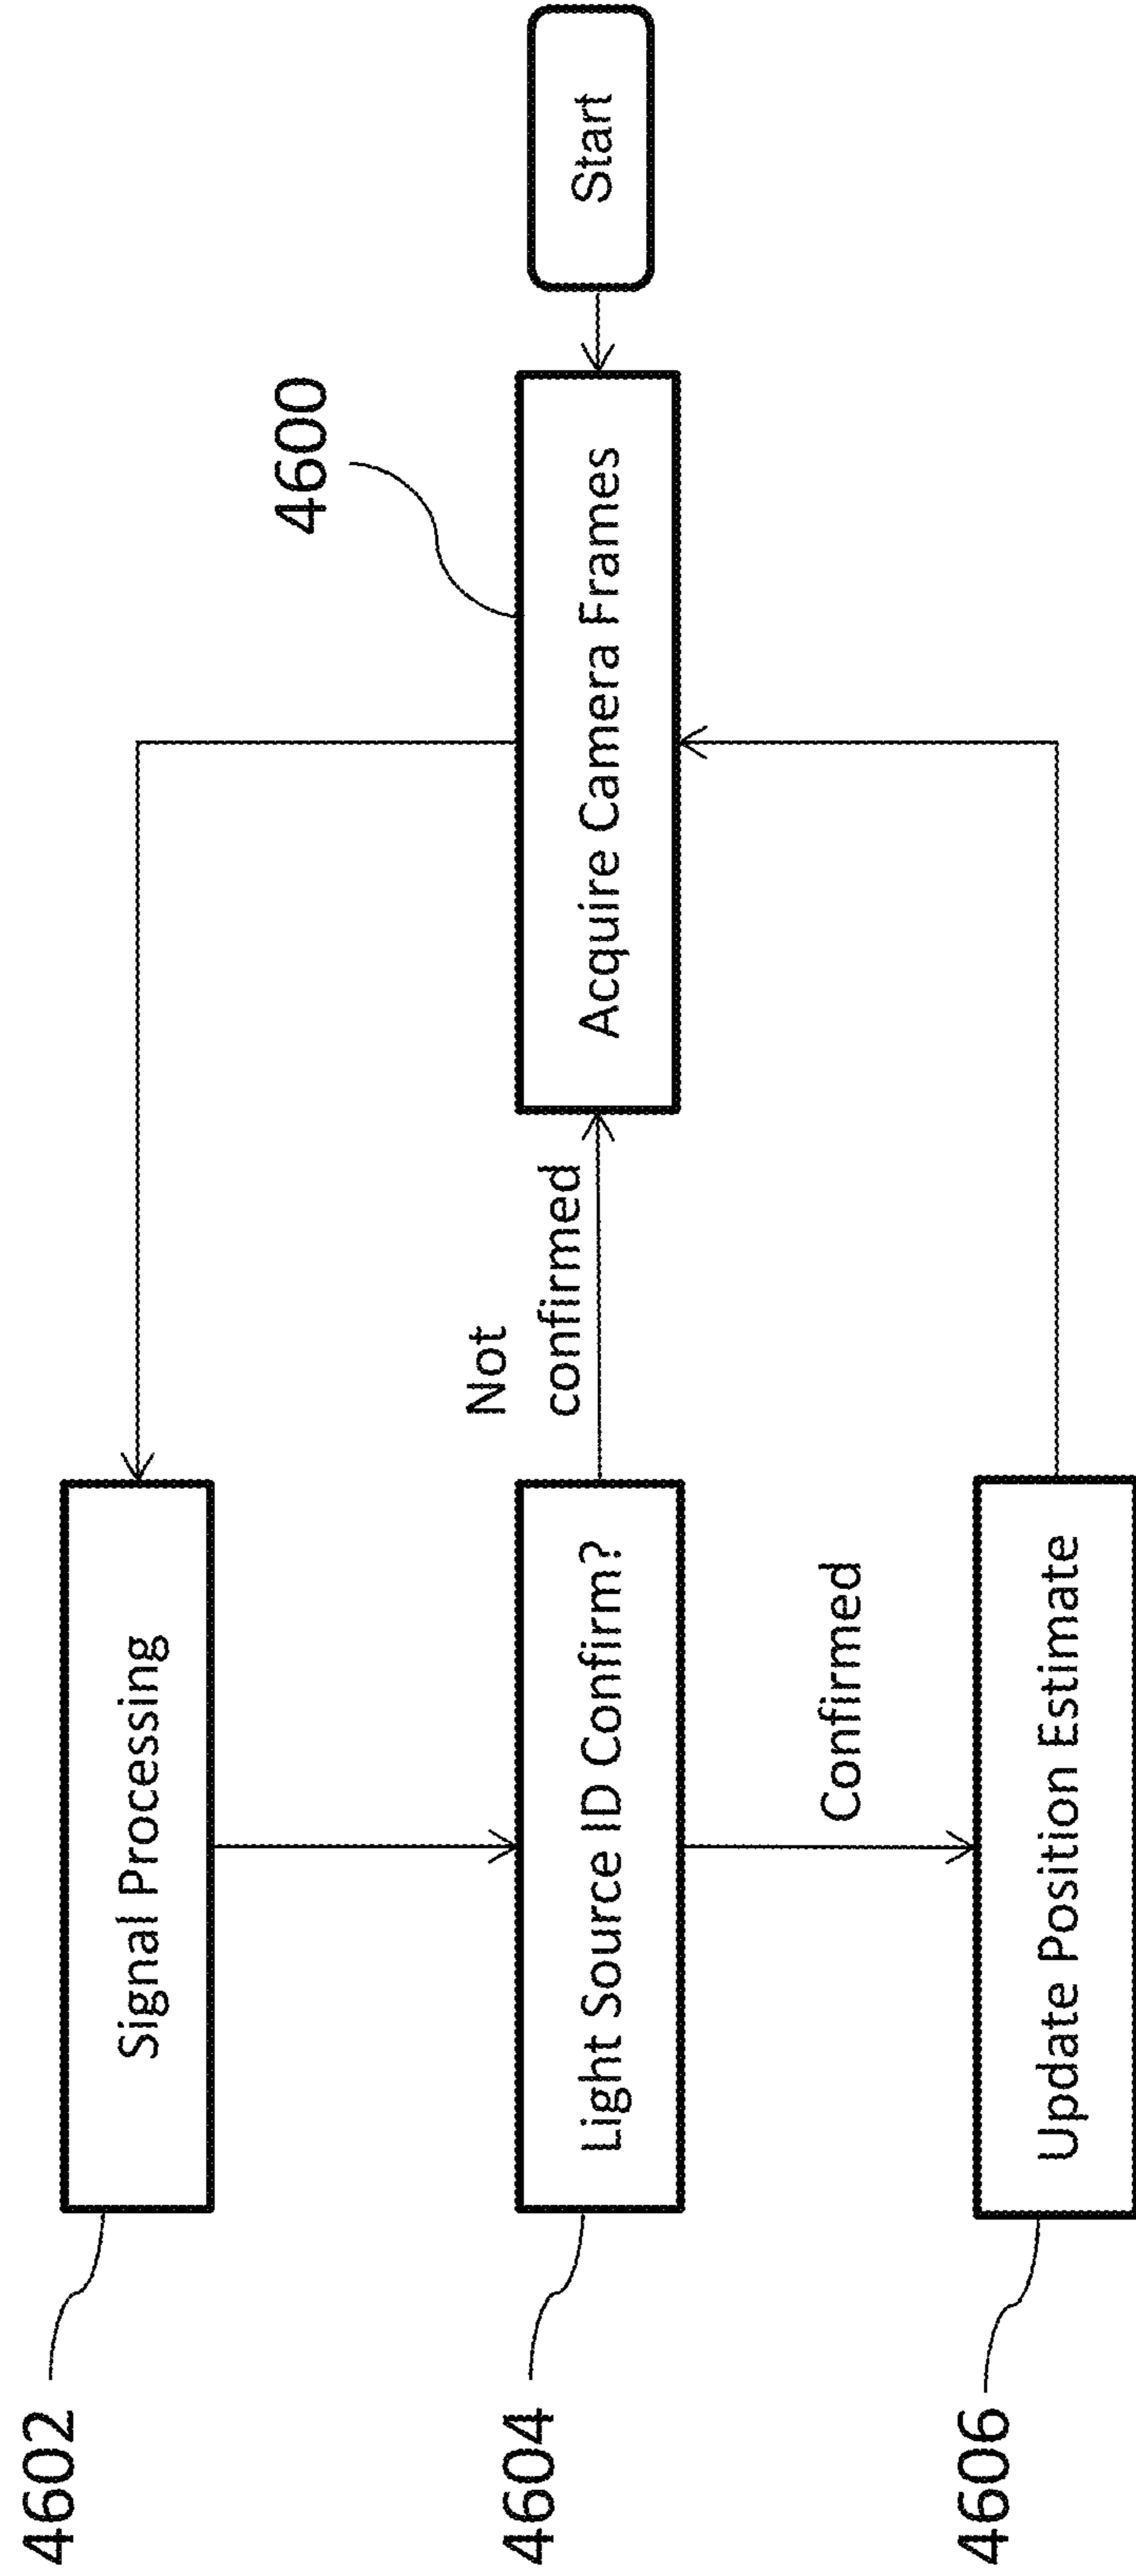 4602
Signal Processing
4600
Not
confirmed
4604
Light Source ID Confirm?
Acquire Camera Frames
Start
Confirmed
4606
Update Position Estimate